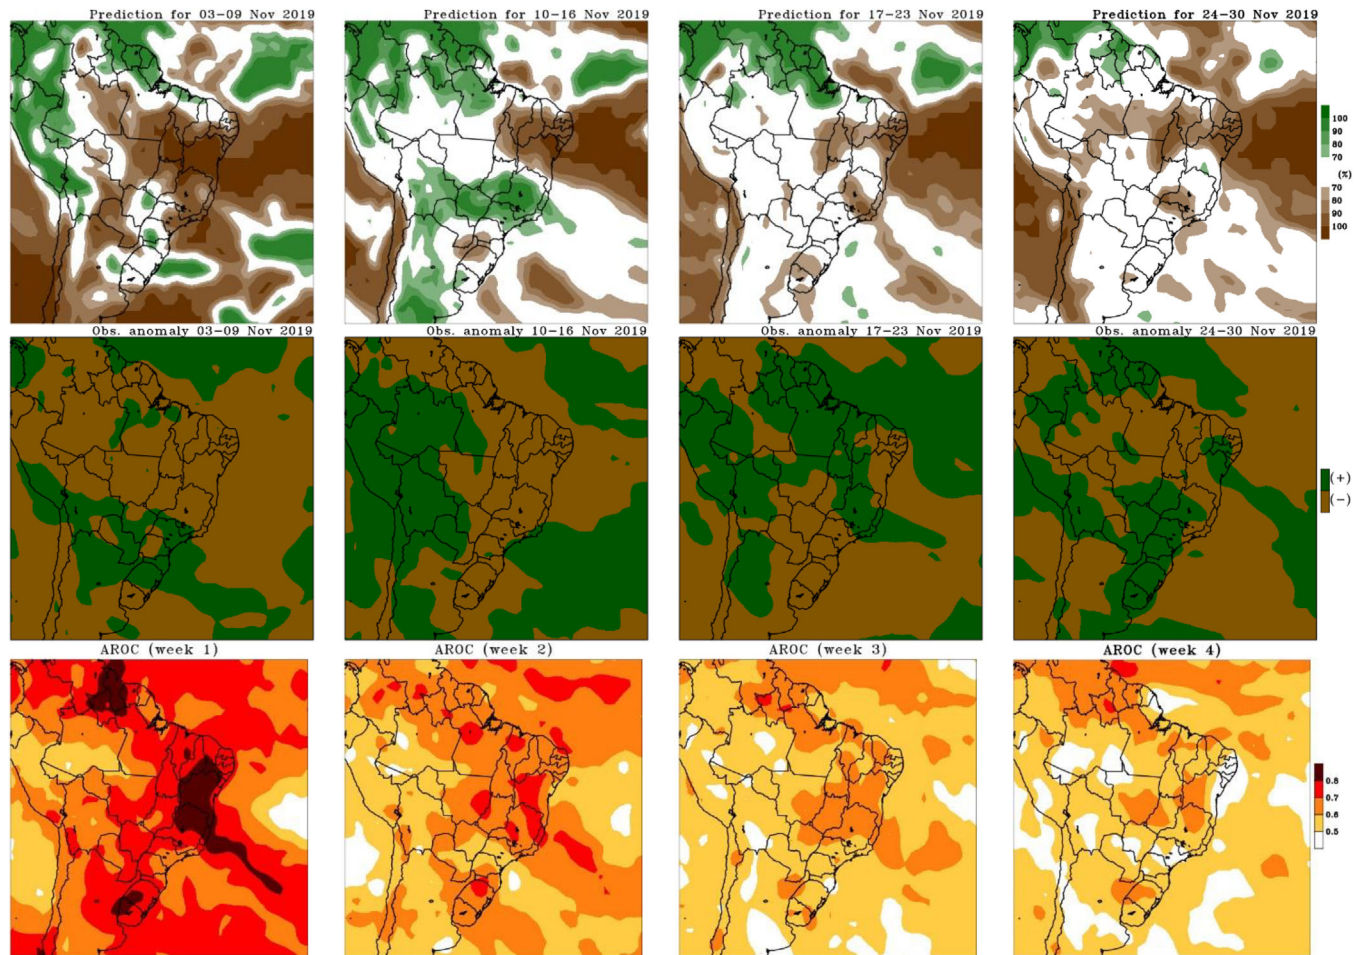 Prediction for 03-09 Nov 2019
Prediction for 10-16 Nov 2019
Prediction for 17-23 Nov 2019
Prediction for 24-30 Nov 2019
100
90
80
70
(%)
70
80
90
100
Obs. anomaly 03-09 Nov 2019
Obs. anomaly 10-16 Nov 2019
Obs. anomaly 17-23 Nov 2019
Obs. anomaly 24-30 Nov 2019
(+)
(-)
AROC (week 1)
AROC (week 2)
AROC (week 3)
AROC (week 4)
0.8
0.7
0.6
0.5